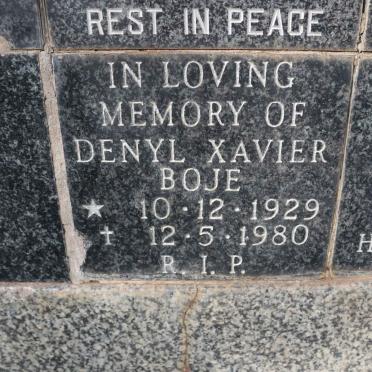 REST IN PEACE
IN LOVING
MEMORY OF
DENYL XAVIER
BOJE
★ 10·12·1929
✝ 12·5·1980
R.I.P.
H